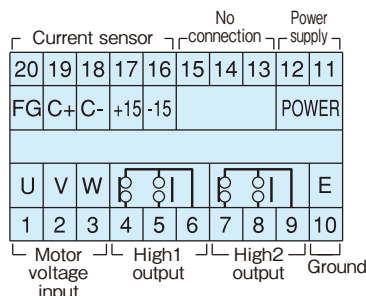 No connection
Power supply
Current sensor
20 19 18 17 16 15 14 13 12 11
FG C+ C- +15 -15 POWER
U V W E
1 2 3 4 5 6 7 8 9 10
Motor voltage input
High1 output
High2 output
Ground